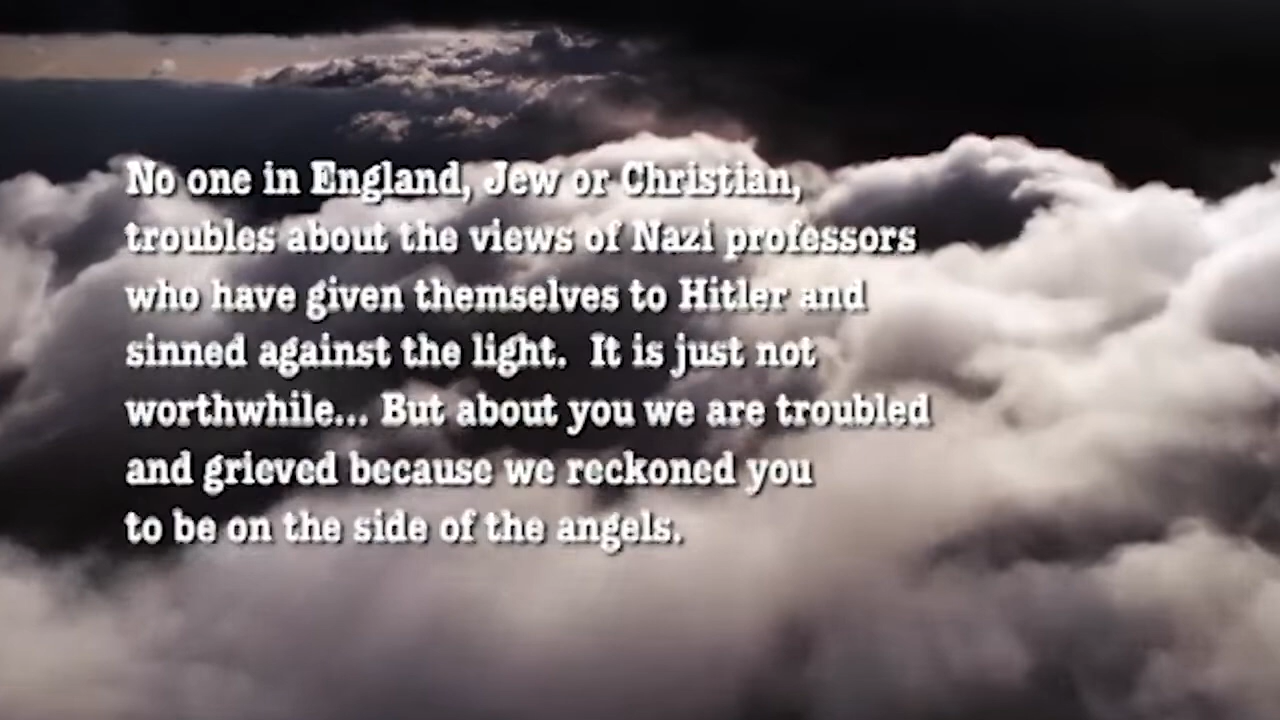 No one in England, Jew or Christian,
troubles about the views of Nazi professors
who have given themselves to Hitler and
sinned against the light.  It is just not
worthwhile... But about you we are troubled
and grieved because we reckoned you
to be on the side of the angels.